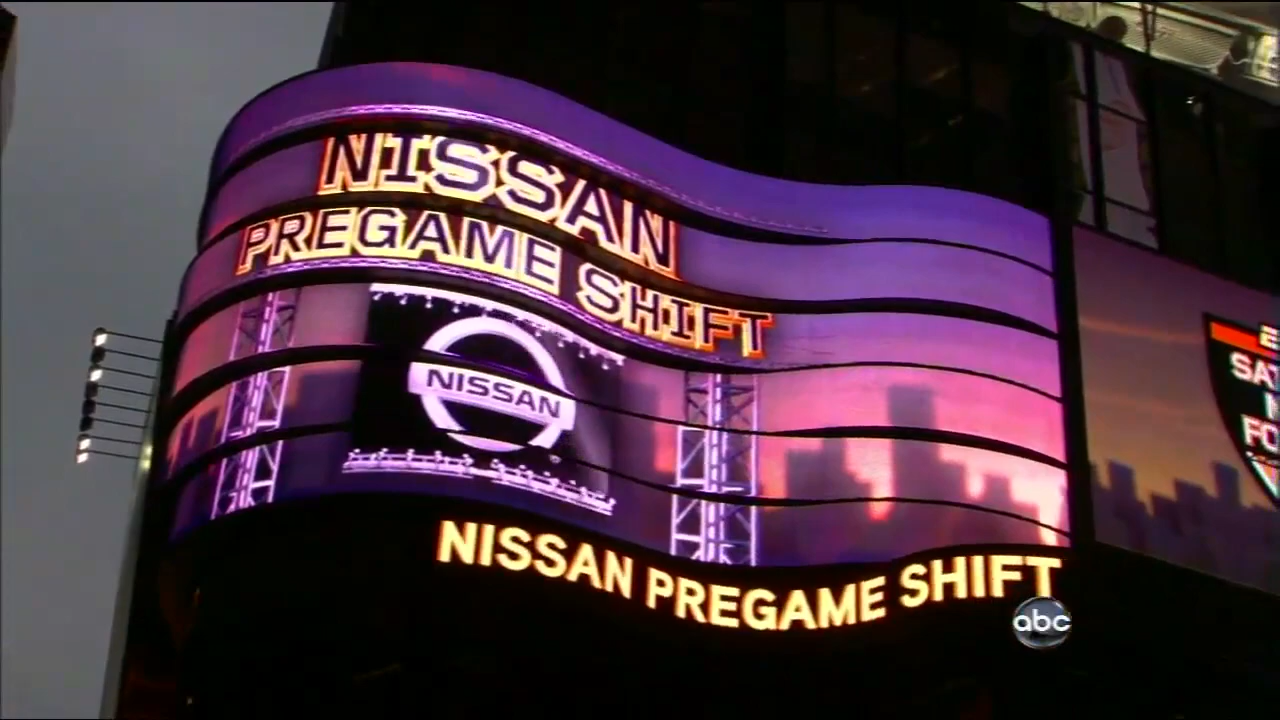 NISSAN
PREGAME SHIFT
NISSAN
NISSAN PREGAME SHIFT
abc